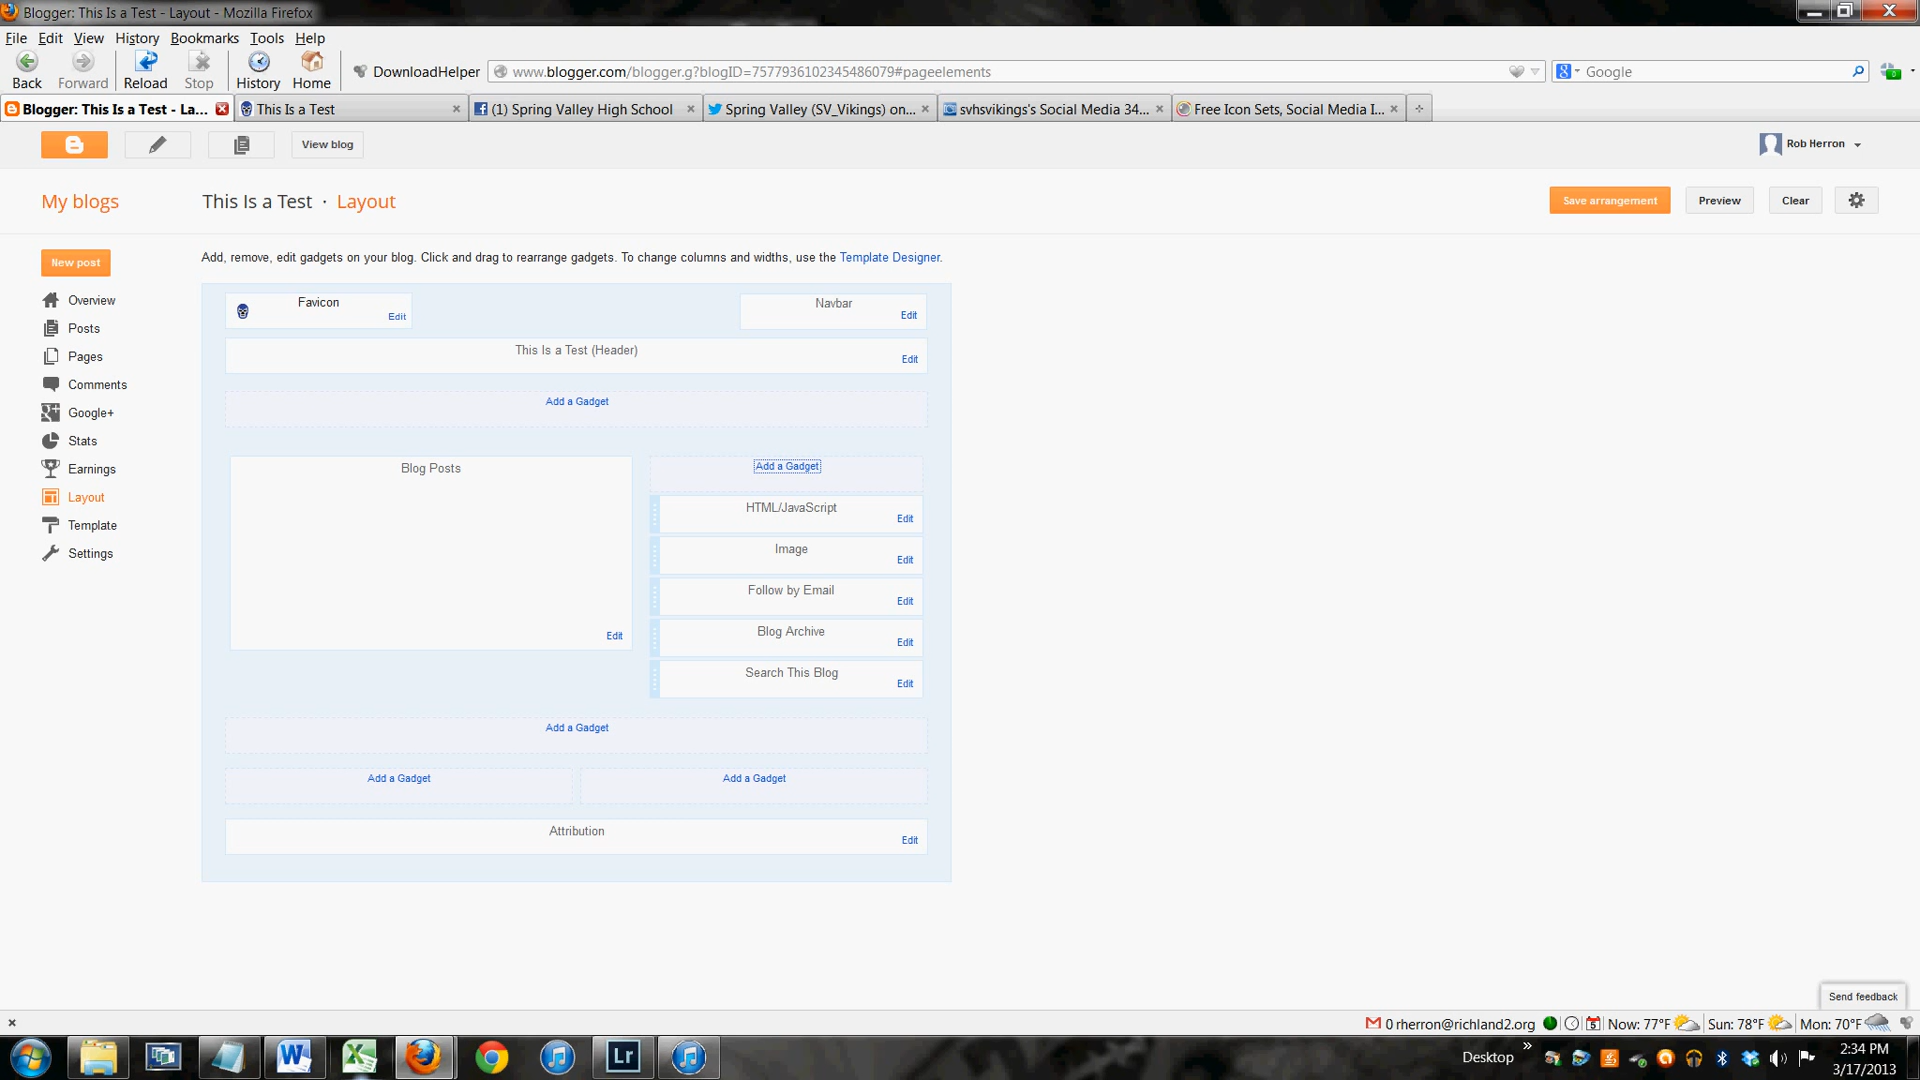 Blogger: This Is a Test - Layout - Mozilla Firefox
File Edit View History Bookmarks Tools Help
Back Forward Reload Stop History Home DownloadHelper www.blogger.com/blogger.g?blogID=7577936102345486079#pageelements Google
Blogger: This Is a Test - La... This Is a Test (1) Spring Valley High School Spring Valley (SV_Vikings) on... svhsvikings's Social Media 34... Free Icon Sets, Social Media I...
View blog Rob Herron
My blogs This Is a Test · Layout Save arrangement Preview Clear
Add, remove, edit gadgets on your blog. Click and drag to rearrange gadgets. To change columns and widths, use the Template Designer.
New post
Overview
Posts
Pages
Comments
Google+
Stats
Earnings
Layout
Template
Settings
Favicon
Edit
Navbar
Edit
This Is a Test (Header)
Edit
Add a Gadget
Blog Posts
Edit
Add a Gadget
HTML/JavaScript
Edit
Image
Edit
Follow by Email
Edit
Blog Archive
Edit
Search This Blog
Edit
Add a Gadget
Add a Gadget Add a Gadget
Attribution
Edit
Send feedback
0 rherron@richland2.org 5 Now: 77°F Sun: 78°F Mon: 70°F
W Lr Desktop » 2:34 PM
3/17/2013